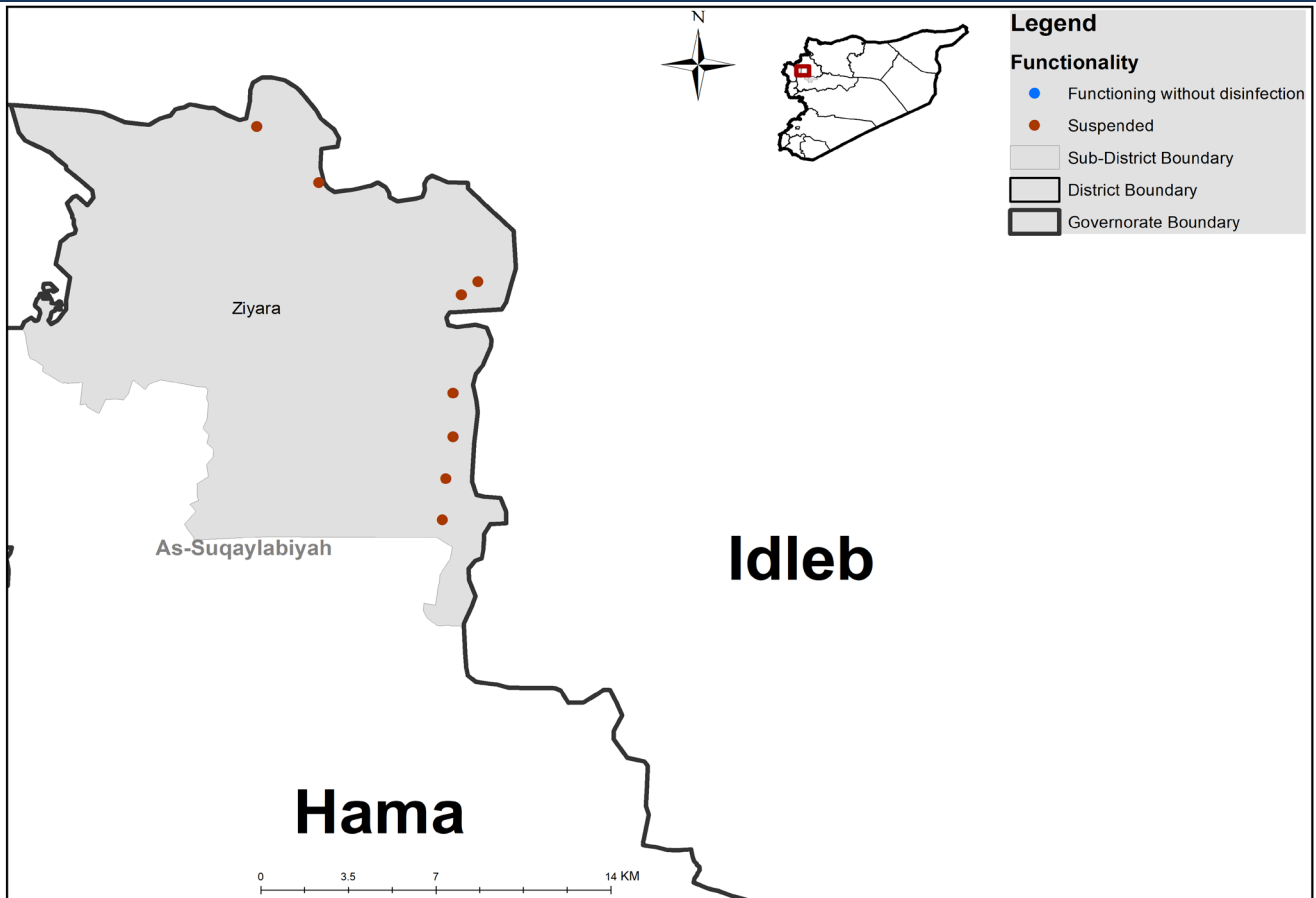 N
Legend
Functionality
Functioning without disinfection
Suspended
Sub-District Boundary
District Boundary
Governorate Boundary
Ziyara
As-Suqaylabiyah
Idleb
Hama
0 3.5 7 14 KM